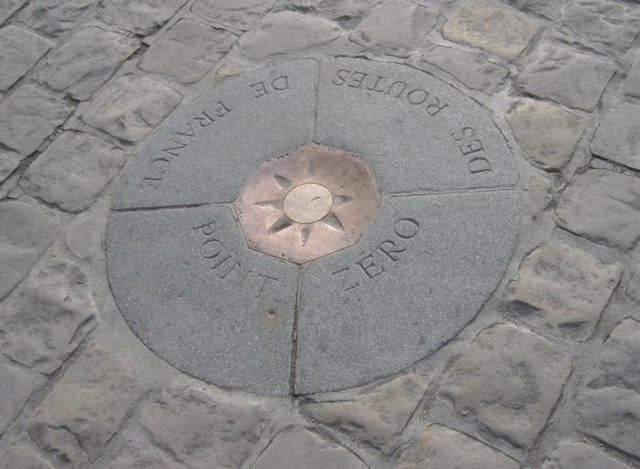 POINT ZERO
DES ROUTES
DE FRANCE